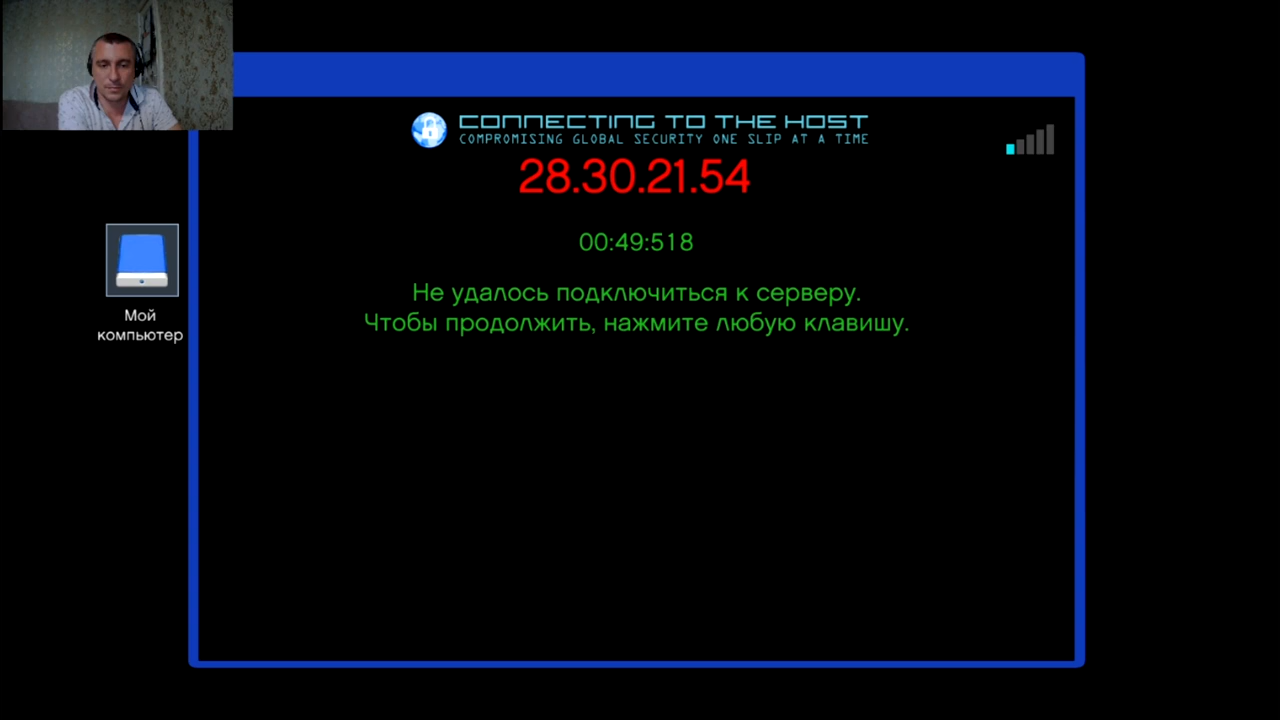 CONNECTING TO THE HOST
COMPROMISING GLOBAL SECURITY ONE SLIP AT A TIME
28.30.21.54
00:49:518
Не удалось подключиться к серверу.
Чтобы продолжить, нажмите любую клавишу.
Мой
компьютер